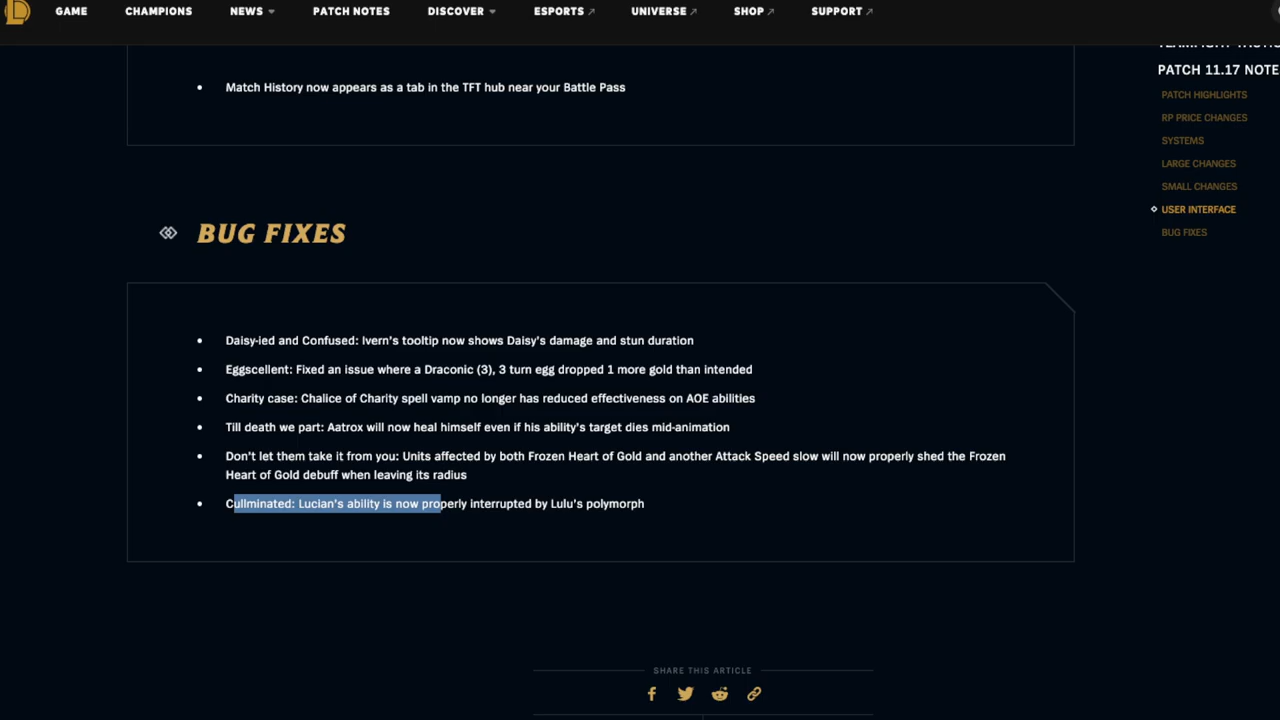 GAME CHAMPIONS NEWS PATCH NOTES DISCOVER ESPORTS UNIVERSE SHOP SUPPORT
Match History now appears as a tab in the TFT hub near your Battle Pass
BUG FIXES
Daisy-ied and Confused: Ivern's tooltip now shows Daisy's damage and stun duration
Eggscellent: Fixed an issue where a Draconic (3), 3 turn egg dropped 1 more gold than intended
Charity case: Chalice of Charity spell vamp no longer has reduced effectiveness on AOE abilities
Till death we part: Aatrox will now heal himself even if his ability's target dies mid-animation
Don't let them take it from you: Units affected by both Frozen Heart of Gold and another Attack Speed slow will now properly shed the Frozen
Heart of Gold debuff when leaving its radius
Cullminated: Lucian's ability is now properly interrupted by Lulu's polymorph
SHARE THIS ARTICLE
PATCH 11.17 NOTE
PATCH HIGHLIGHTS
RP PRICE CHANGES
SYSTEMS
LARGE CHANGES
SMALL CHANGES
USER INTERFACE
BUG FIXES